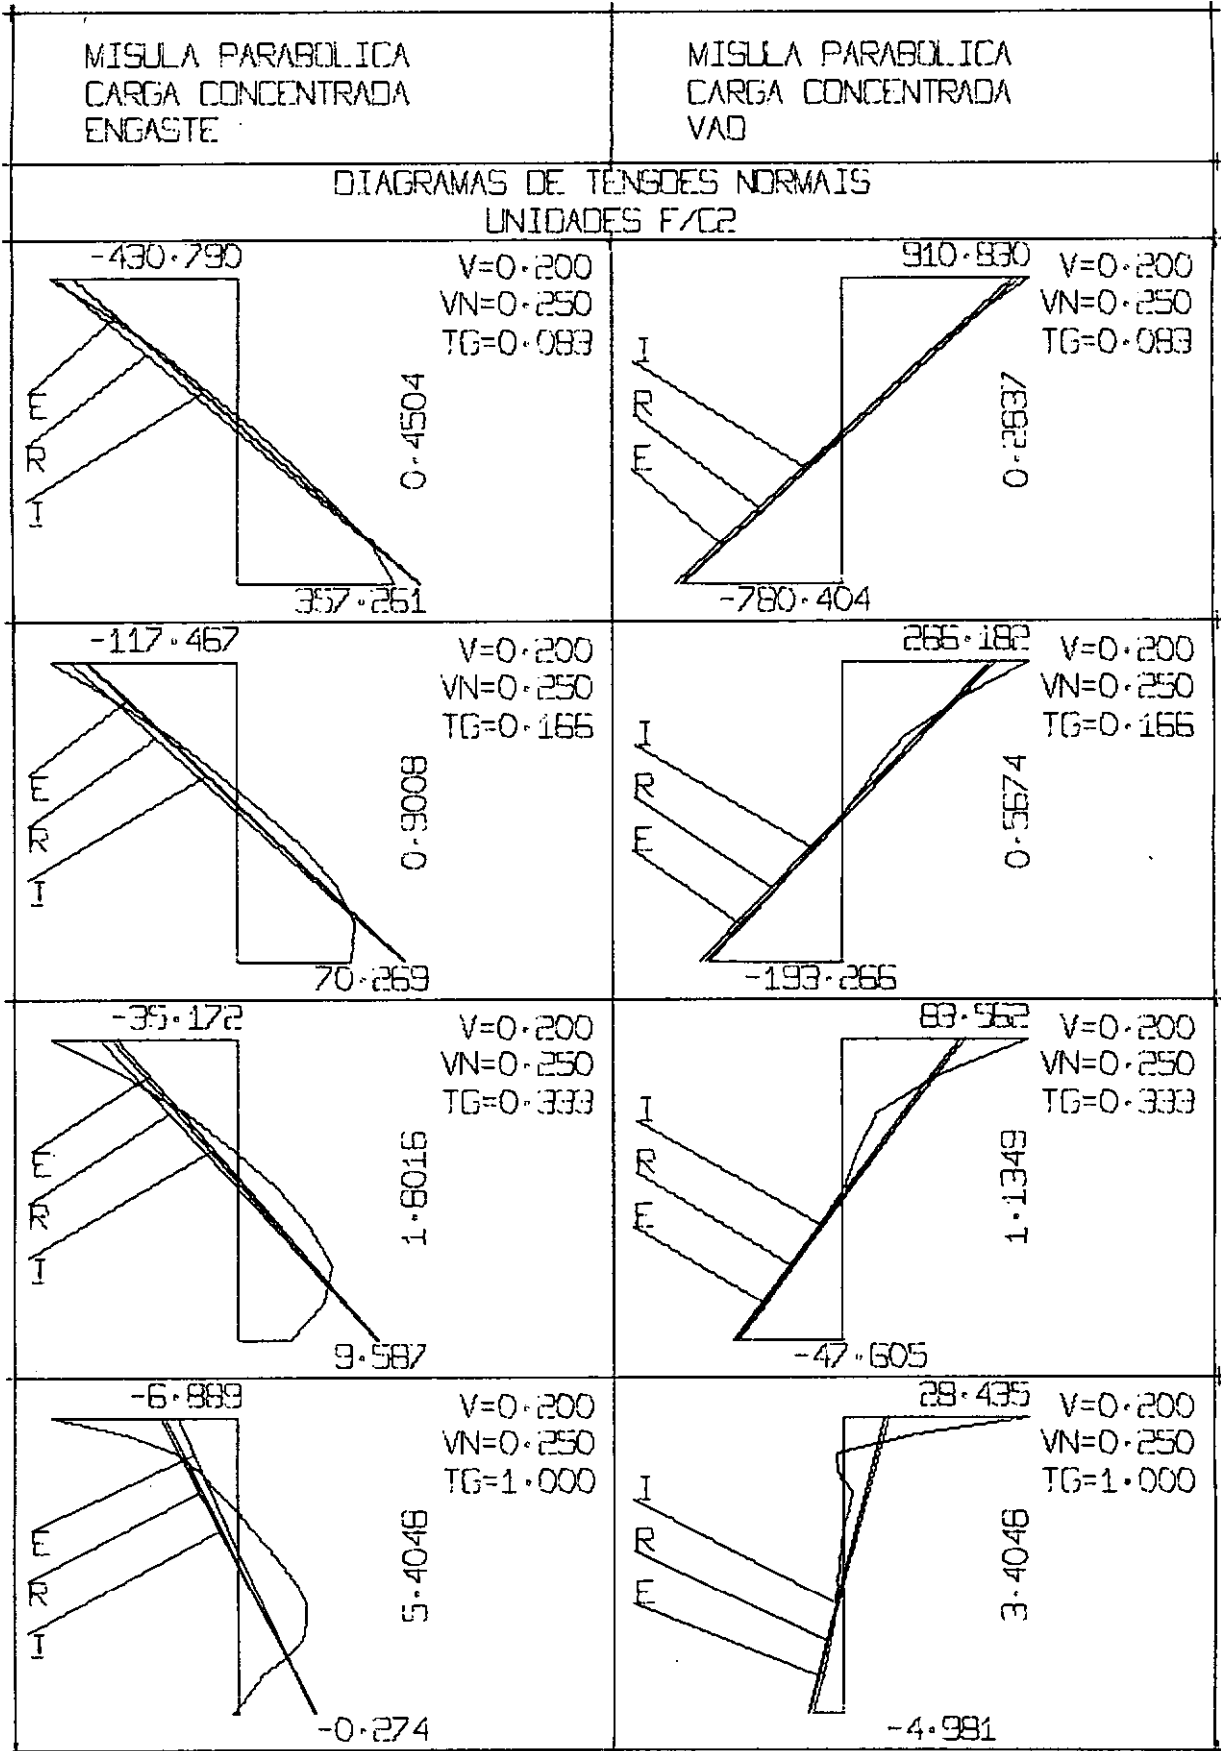 MISULA PARABOLICA
CARGA CONCENTRADA
ENGASTE
MISULA PARABOLICA
CARGA CONCENTRADA
VAO
DIAGRAMAS DE TENSOES NORMAIS
UNIDADES F/C2
-430.790
V=0.200
VN=0.250
TG=0.083
E
R
I
0.4504
357.261
910.830
V=0.200
VN=0.250
TG=0.083
I
R
E
0.2837
-780.404
-117.467
V=0.200
VN=0.250
TG=0.166
E
R
I
0.9008
70.269
266.182
V=0.200
VN=0.250
TG=0.166
I
R
E
0.5674
-193.266
-35.172
V=0.200
VN=0.250
TG=0.333
E
R
I
1.8016
9.587
83.562
V=0.200
VN=0.250
TG=0.333
I
R
E
1.1349
-47.605
-6.889
V=0.200
VN=0.250
TG=1.000
E
R
I
5.4048
-0.274
28.435
V=0.200
VN=0.250
TG=1.000
I
R
E
3.4048
-4.981